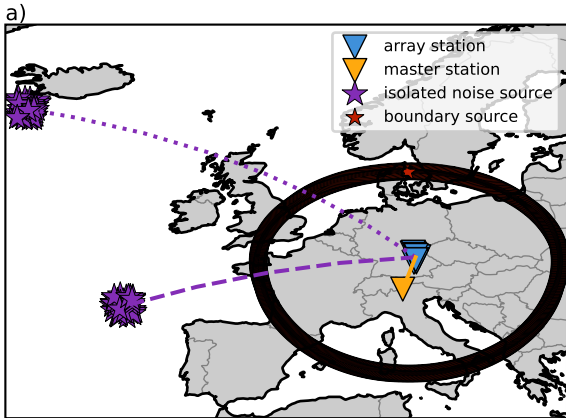 a)
array station
master station
isolated noise source
boundary source